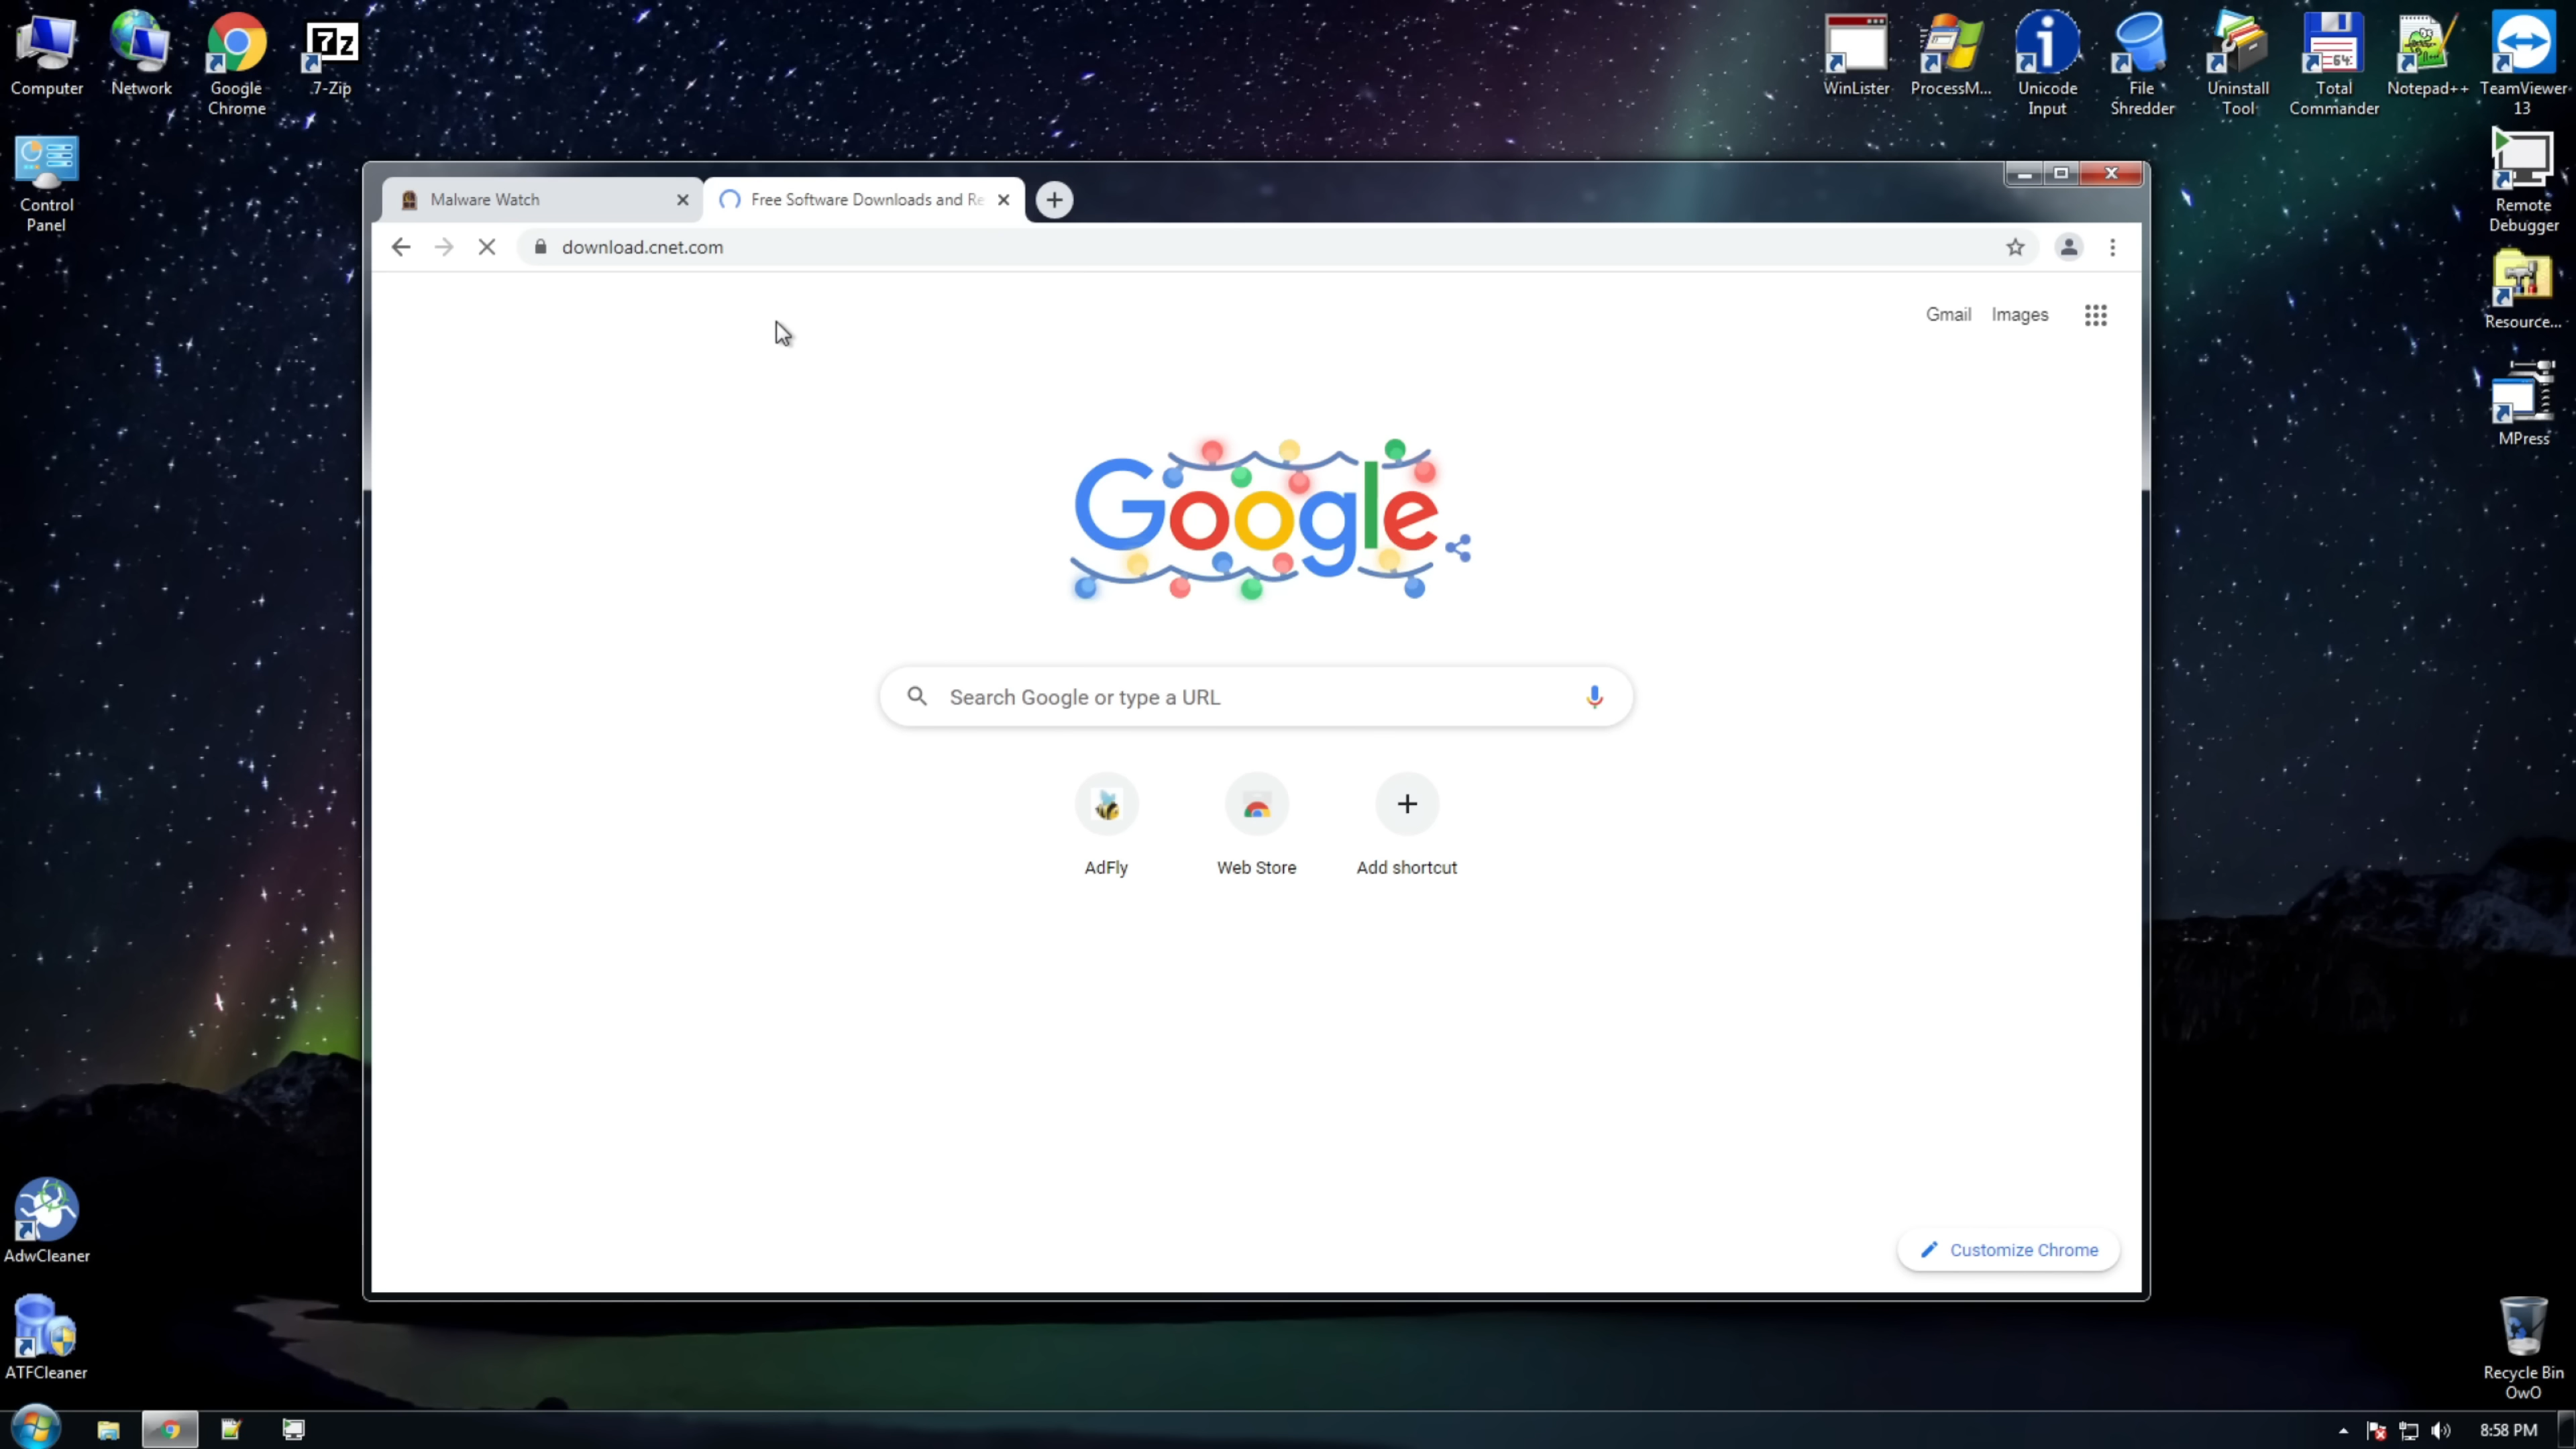 Computer
Network
Google
Chrome
7-Zip
WinLister
ProcessM...
Unicode
Input
File
Shredder
Uninstall
Tool
Total
Commander
Notepad++
TeamViewer
13
Control
Panel
Remote
Debugger
Resource...
MPress
Malware Watch
Free Software Downloads and Re
download.cnet.com
Gmail
Images
Google
Search Google or type a URL
AdFly
Web Store
Add shortcut
Customize Chrome
AdwCleaner
ATFCleaner
Recycle Bin
OwO
8:58 PM
7z
64